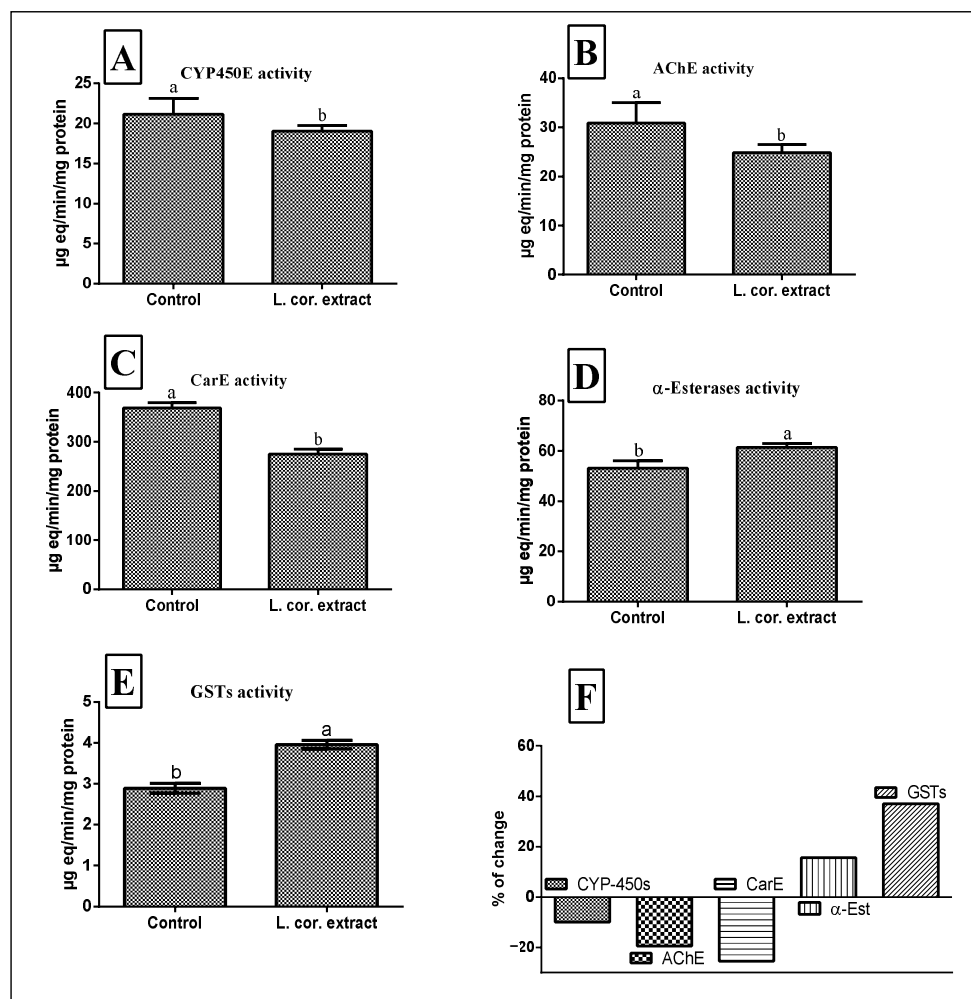 A
CYP450E activity
µg eq/min/mg protein
25
20
15
10
5
0
a
b
Control
L. cor. extract
B
AChE activity
µg eq/min/mg protein
40
30
20
10
0
a
b
Control
L. cor. extract
C
CarE activity
µg eq/min/mg protein
400
300
200
100
0
a
b
Control
L. cor. extract
D
α-Esterases activity
µg eq/min/mg protein
80
60
40
20
0
b
a
Control
L. cor. extract
E
GSTs activity
µg eq/min/mg protein
5
4
3
2
1
0
b
a
Control
L. cor. extract
F
% of change
60
40
20
0
−20
CYP-450s
AChE
CarE
α-Est
GSTs